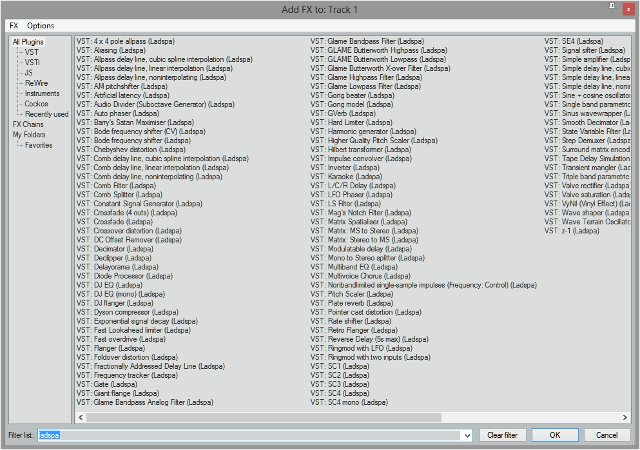 Add FX to: Track 1
FX Options
All Plugins
VST
VSTi
JS
ReWire
Instruments
Cockos
Recently used
FX Chains
My Folders
Favorites
VST: 4 x 4 pole allpass (Ladspa)
VST: Aliasing (Ladspa)
VST: Allpass delay line, cubic spline interpolation (Ladspa)
VST: Allpass delay line, linear interpolation (Ladspa)
VST: Allpass delay line, noninterpolating (Ladspa)
VST: AM pitchshifter (Ladspa)
VST: Artificial latency (Ladspa)
VST: Audio Divider (Suboctave Generator) (Ladspa)
VST: Auto phaser (Ladspa)
VST: Barry's Satan Maximiser (Ladspa)
VST: Bode frequency shifter (CV) (Ladspa)
VST: Bode frequency shifter (Ladspa)
VST: Chebyshev distortion (Ladspa)
VST: Comb delay line, cubic spline interpolation (Ladspa)
VST: Comb delay line, linear interpolation (Ladspa)
VST: Comb delay line, noninterpolating (Ladspa)
VST: Comb Filter (Ladspa)
VST: Comb Splitter (Ladspa)
VST: Constant Signal Generator (Ladspa)
VST: Crossfade (4 outs) (Ladspa)
VST: Crossfade (Ladspa)
VST: Crossover distortion (Ladspa)
VST: DC Offset Remover (Ladspa)
VST: Decimator (Ladspa)
VST: Declipper (Ladspa)
VST: Delayorama (Ladspa)
VST: Diode Processor (Ladspa)
VST: DJ EQ (Ladspa)
VST: DJ EQ (mono) (Ladspa)
VST: DJ flanger (Ladspa)
VST: Dyson compressor (Ladspa)
VST: Exponential signal decay (Ladspa)
VST: Fast Lookahead limiter (Ladspa)
VST: Fast overdrive (Ladspa)
VST: Flanger (Ladspa)
VST: Foldover distortion (Ladspa)
VST: Fractionally Addressed Delay Line (Ladspa)
VST: Frequency tracker (Ladspa)
VST: Gate (Ladspa)
VST: Giant flange (Ladspa)
VST: Glame Bandpass Analog Filter (Ladspa)
VST: Glame Bandpass Filter (Ladspa)
VST: GLAME Butterworth Highpass (Ladspa)
VST: GLAME Butterworth Lowpass (Ladspa)
VST: Glame Butterworth X-over Filter (Ladspa)
VST: Glame Highpass Filter (Ladspa)
VST: Glame Lowpass Filter (Ladspa)
VST: Gong beater (Ladspa)
VST: Gong model (Ladspa)
VST: GVerb (Ladspa)
VST: Hard Limiter (Ladspa)
VST: Harmonic generator (Ladspa)
VST: Higher Quality Pitch Scaler (Ladspa)
VST: Hilbert transformer (Ladspa)
VST: Impulse convolver (Ladspa)
VST: Inverter (Ladspa)
VST: Karaoke (Ladspa)
VST: L/C/R Delay (Ladspa)
VST: LFO Phaser (Ladspa)
VST: LS Filter (Ladspa)
VST: Mag's Notch Filter (Ladspa)
VST: Matrix Spatialiser (Ladspa)
VST: Matrix: MS to Stereo (Ladspa)
VST: Matrix: Stereo to MS (Ladspa)
VST: Modulatable delay (Ladspa)
VST: Mono to Stereo splitter (Ladspa)
VST: Multiband EQ (Ladspa)
VST: Multivoice Chorus (Ladspa)
VST: Nonbandlimited single-sample impulses (Frequency: Control) (Ladspa)
VST: Pitch Scaler (Ladspa)
VST: Plate reverb (Ladspa)
VST: Pointer cast distortion (Ladspa)
VST: Rate shifter (Ladspa)
VST: Retro Flanger (Ladspa)
VST: Reverse Delay (5s max) (Ladspa)
VST: Ringmod with LFO (Ladspa)
VST: Ringmod with two inputs (Ladspa)
VST: SC1 (Ladspa)
VST: SC2 (Ladspa)
VST: SC3 (Ladspa)
VST: SC4 (Ladspa)
VST: SC4 mono (Ladspa)
VST: SE4 (Ladspa)
VST: Signal sifter (Ladspa)
VST: Simple amplifier (Ladspa)
VST: Simple delay line, cubic
VST: Simple delay line, linea
VST: Simple delay line, nonin
VST: Sine + cosine oscillator
VST: Single band parametric
VST: Sinus wavewrapper (L
VST: Smooth Decimator (La
VST: State Variable Filter (L
VST: Step Demuxer (Ladsp
VST: Surround matrix encod
VST: Tape Delay Simulation
VST: Transient mangler (Lad
VST: Triple band parametric
VST: Valve rectifier (Ladspa)
VST: Valve saturation (Ladsp
VST: VyNil (Vinyl Effect) (La
VST: Wave shaper (Ladspa)
VST: Wave Terrain Oscillato
VST: z-1 (Ladspa)
Filter list: ladspa Clear filter OK Cancel